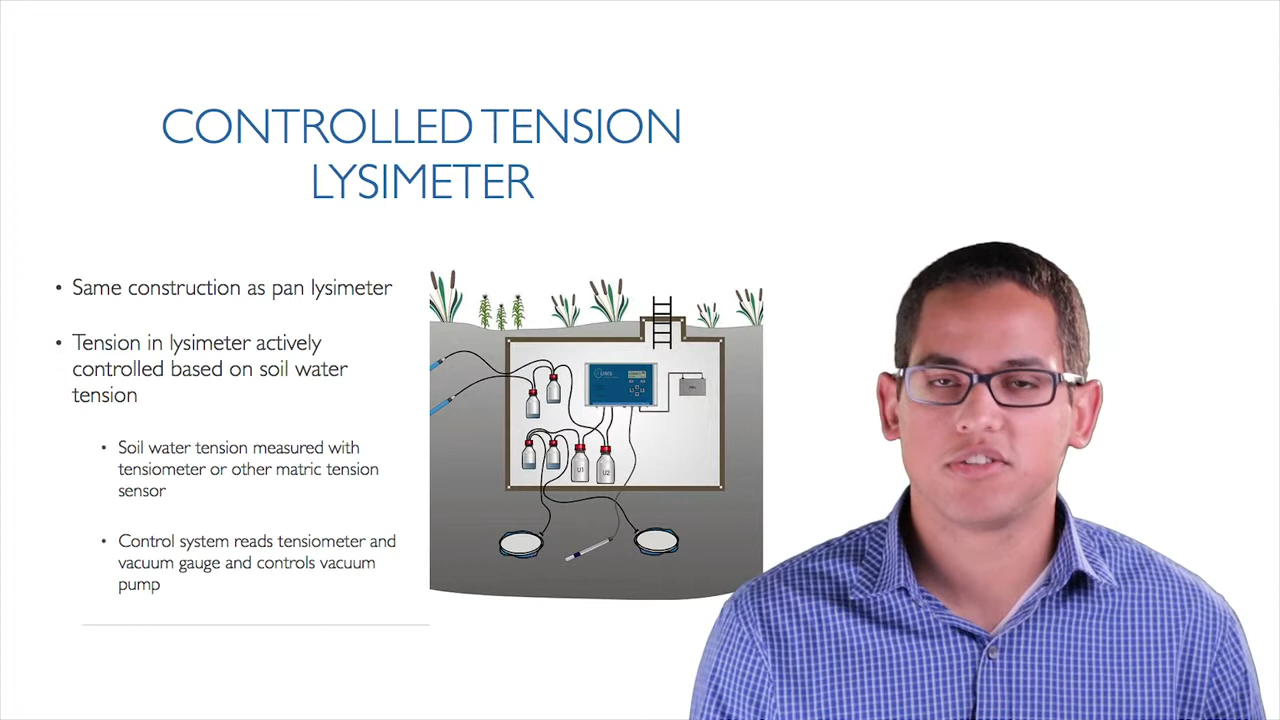 CONTROLLED TENSION
LYSIMETER
• Same construction as pan lysimeter
• Tension in lysimeter actively
controlled based on soil water
tension
• Soil water tension measured with
tensiometer or other matric tension
sensor
• Control system reads tensiometer and
vacuum gauge and controls vacuum
pump
UMS
U1
U2